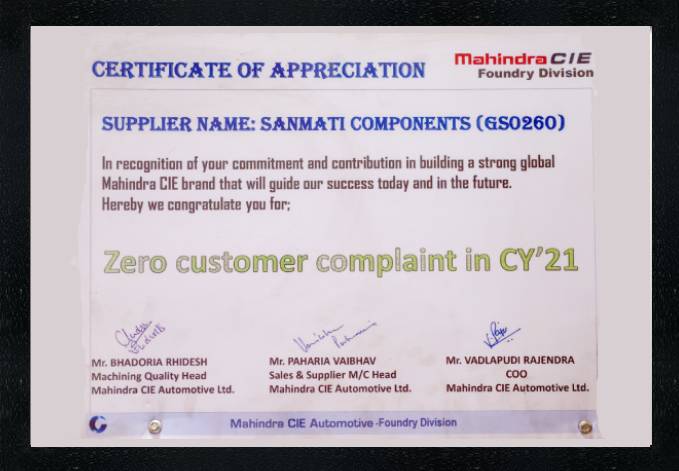 CERTIFICATE OF APPRECIATION
Mahindra CIE
Foundry Division
SUPPLIER NAME: SANMATI COMPONENTS (GS0260)
In recognition of your commitment and contribution in building a strong global
Mahindra CIE brand that will guide our success today and in the future.
Hereby we congratulate you for;
Zero customer complaint in CY'21
Mr. BHADORIA RHIDESH
Machining Quality Head
Mahindra CIE Automotive Ltd.
Mr. PAHARIA VAIBHAV
Sales & Supplier M/C Head
Mahindra CIE Automotive Ltd.
Mr. VADLAPUDI RAJENDRA
COO
Mahindra CIE Automotive Ltd.
Mahindra CIE Automotive -Foundry Division